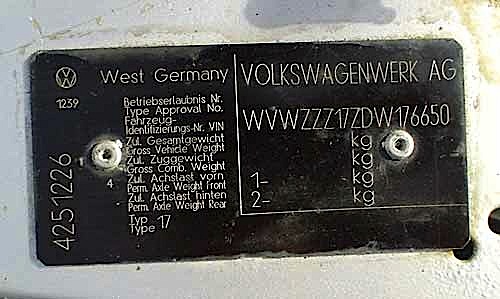 West Germany
VOLKSWAGENWERK AG
1239
Betriebserlaubnis Nr.
Type Approval No.
Fahrzeug-
Identifizierungs-Nr. VIN
WVWZZZ17ZDW176650
Zul. Gesamtgewicht
Gross Vehicle Weight
kg
Zul. Zuggewicht
Gross Comb. Weight
kg
Zul. Achslast vorn
Perm. Axle Weight Front
1- kg
Zul. Achslast hinten
Perm. Axle Weight Rear
2- kg
Typ
Type 17
4
4251226